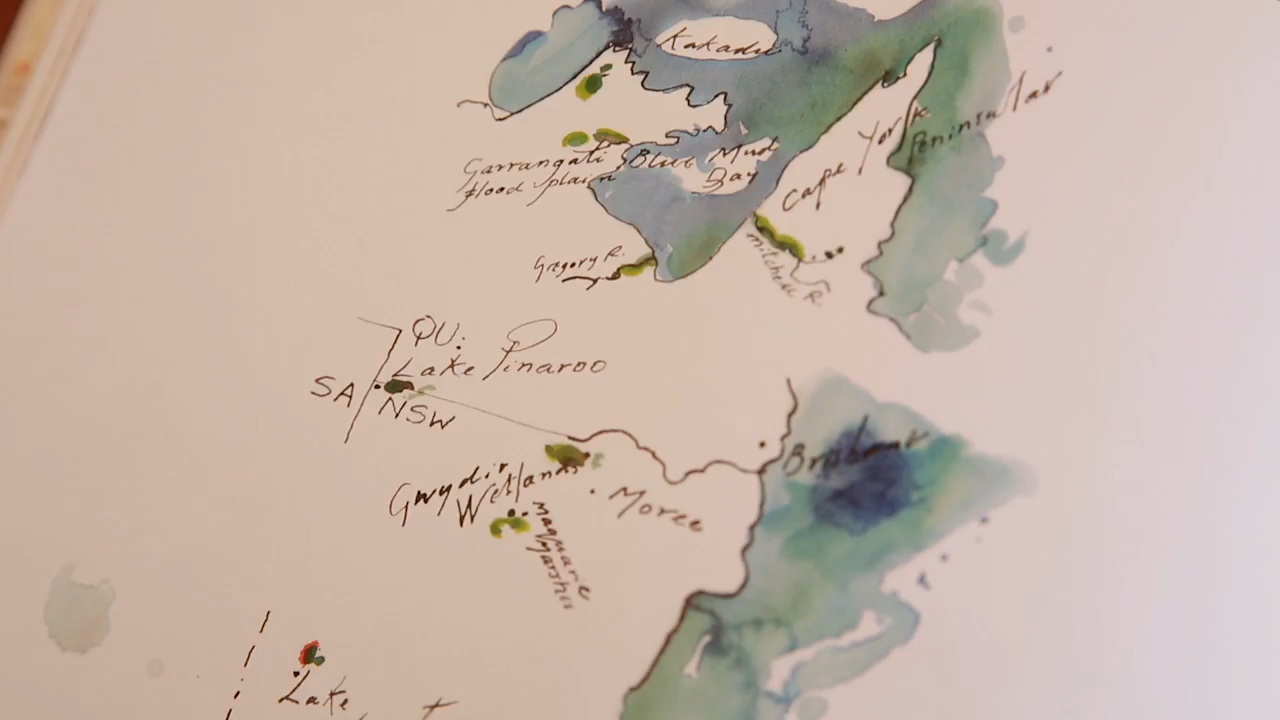 Kakadu
Garrangati
flood plain
Blue Mud
Bay
Cape York
Peninsular
Mitchell R.
Gregory R.
QU:
Lake Pinaroo
SA
NSW
Brisbane
Gwydir
Wetlands
Moree
Macquarie
Marshes
Lake